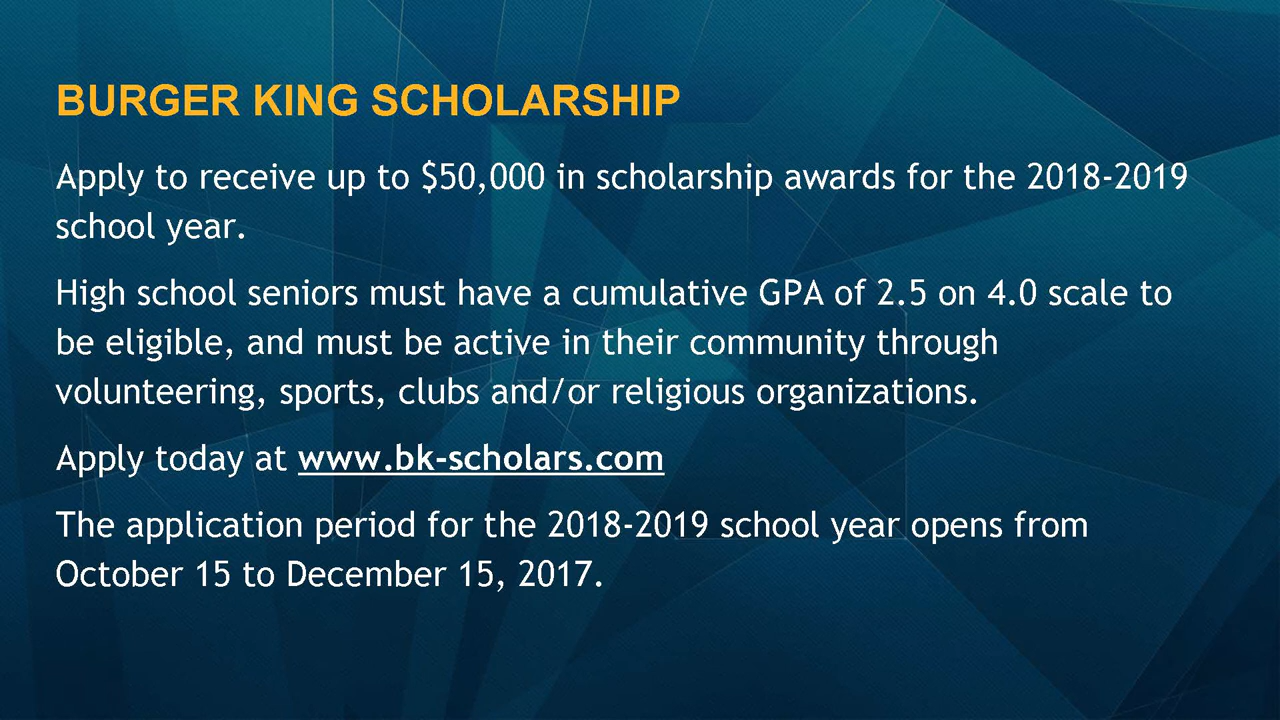 BURGER KING SCHOLARSHIP
Apply to receive up to $50,000 in scholarship awards for the 2018-2019
school year.
High school seniors must have a cumulative GPA of 2.5 on 4.0 scale to
be eligible, and must be active in their community through
volunteering, sports, clubs and/or religious organizations.
Apply today at www.bk-scholars.com
The application period for the 2018-2019 school year opens from
October 15 to December 15, 2017.